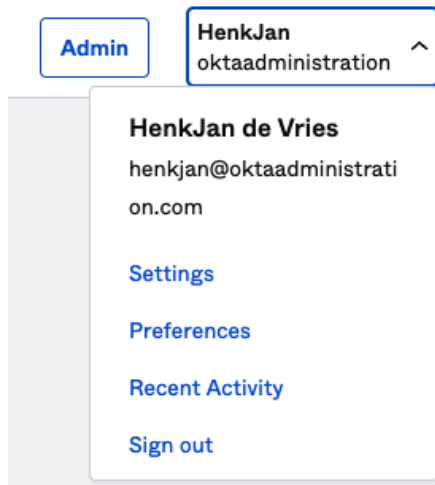 Admin
HenkJan
oktaadministration
HenkJan de Vries
henkjan@oktaadministrati
on.com
Settings
Preferences
Recent Activity
Sign out